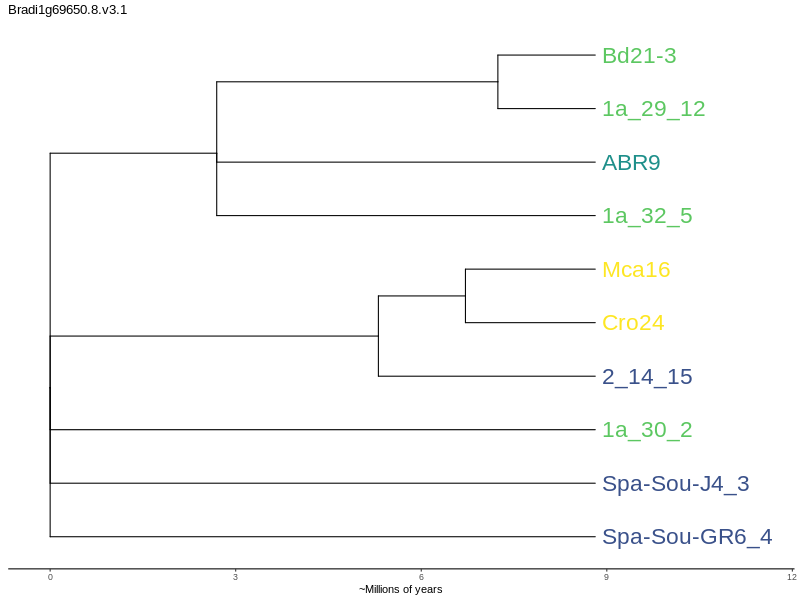 Bradi1g69650.8.v3.1
Bd21-3
1a_29_12
ABR9
1a_32_5
Mca16
Cro24
2_14_15
1a_30_2
Spa-Sou-J4_3
Spa-Sou-GR6_4
0 3 6 9 12
~Millions of years